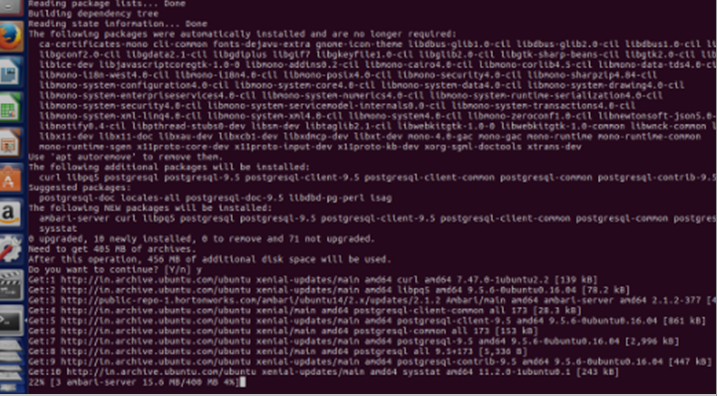 Reading package lists... Done
Building dependency tree
Reading state information... Done
The following packages were automatically installed and are no longer required:
ca-certificates-mono cli-common fonts-dejavu-extra gnome-icon-theme libdbus-glib1.0-cil libdbus-glib2.0-cil libdbus1.0-cil
libgconf2.0-cil libgdata2.1-cil libgdiplus libgif7 libgkeyfile1.0-cil libglib2.0-cil libgtk-sharp-beans-cil libgtk2.0-cil
libice-dev libjavascriptcoregtk-1.0-0 libmono-addins0.2-cil libmono-cairo4.0-cil libmono-corlib4.5-cil libmono-data-tds4.0-cil
libmono-i18n-west4.0-cil libmono-i18n4.0-cil libmono-posix4.0-cil libmono-security4.0-cil libmono-sharpzip4.84-cil
libmono-system-configuration4.0-cil libmono-system-core4.0-cil libmono-system-data4.0-cil libmono-system-drawing4.0-cil
libmono-system-enterpriseservices4.0-cil libmono-system-numerics4.0-cil libmono-system-runtime-serialization4.0-cil
libmono-system-security4.0-cil libmono-system-servicemodel-internals0.0-cil libmono-system-transactions4.0-cil
libmono-system-xml-linq4.0-cil libmono-system-xml4.0-cil libmono-system4.0-cil libmono-zeroconf1.0-cil libnewtonsoft-json5.0-
libnotify0.4-cil libpthread-stubs0-dev libsm-dev libtaglib2.1-cil libwebkitgtk-1.0-0 libwebkitgtk-1.0-common libwnck-common
libx11-dev libx11-doc libxau-dev libxcb1-dev libxdmcp-dev libxt-dev mono-4.0-gac mono-gac mono-runtime mono-runtime-common
mono-runtime-sgen x11proto-core-dev x11proto-input-dev x11proto-kb-dev xorg-sgml-doctools xtrans-dev
Use 'apt autoremove' to remove them.
The following additional packages will be installed:
curl libpq5 postgresql postgresql-9.5 postgresql-client-9.5 postgresql-client-common postgresql-common postgresql-contrib-9.5
Suggested packages:
postgresql-doc locales-all postgresql-doc-9.5 libdbd-pg-perl isag
The following NEW packages will be installed:
ambari-server curl libpq5 postgresql postgresql-9.5 postgresql-client-9.5 postgresql-client-common postgresql-common postgres
sysstat
0 upgraded, 10 newly installed, 0 to remove and 71 not upgraded.
Need to get 405 MB of archives.
After this operation, 456 MB of additional disk space will be used.
Do you want to continue? [Y/n] y
Get:1 http://in.archive.ubuntu.com/ubuntu xenial-updates/main amd64 curl amd64 7.47.0-1ubuntu2.2 [139 kB]
Get:2 http://in.archive.ubuntu.com/ubuntu xenial-updates/main amd64 libpq5 amd64 9.5.6-0ubuntu0.16.04 [78.2 kB]
Get:3 http://public-repo-1.hortonworks.com/ambari/ubuntu14/2.x/updates/2.1.2 Ambari/main amd64 ambari-server amd64 2.1.2-377 [4
Get:4 http://in.archive.ubuntu.com/ubuntu xenial-updates/main amd64 postgresql-client-common all 173 [28.3 kB]
Get:5 http://in.archive.ubuntu.com/ubuntu xenial-updates/main amd64 postgresql-client-9.5 amd64 9.5.6-0ubuntu0.16.04 [861 kB]
Get:6 http://in.archive.ubuntu.com/ubuntu xenial-updates/main amd64 postgresql-common all 173 [153 kB]
Get:7 http://in.archive.ubuntu.com/ubuntu xenial-updates/main amd64 postgresql-9.5 amd64 9.5.6-0ubuntu0.16.04 [2,996 kB]
Get:8 http://in.archive.ubuntu.com/ubuntu xenial-updates/main amd64 postgresql all 9.5+173 [5,330 B]
Get:9 http://in.archive.ubuntu.com/ubuntu xenial-updates/main amd64 postgresql-contrib-9.5 amd64 9.5.6-0ubuntu0.16.04 [447 kB]
Get:10 http://in.archive.ubuntu.com/ubuntu xenial-updates/main amd64 sysstat amd64 11.2.0-1ubuntu0.1 [243 kB]
22% [3 ambari-server 15.6 MB/400 MB 4%]